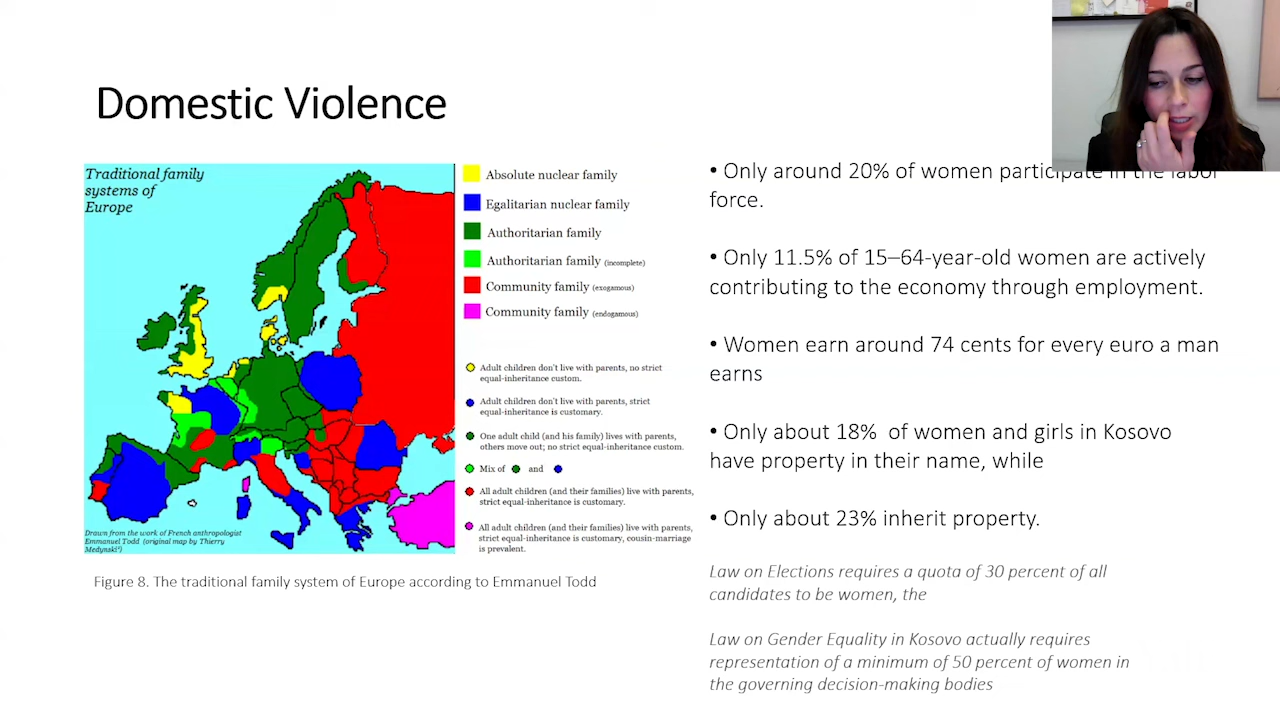 Domestic Violence
Traditional family
systems of
Europe
Drawn from the work of French anthropologist
Emmanuel Todd (original map by Thierry
Medynski*)
Absolute nuclear family
Egalitarian nuclear family
Authoritarian family
Authoritarian family (incomplete)
Community family (exogamous)
Community family (endogamous)
Adult children don't live with parents, no strict
equal-inheritance custom.
Adult children don't live with parents, strict
equal-inheritance is customary.
One adult child (and his family) lives with parents,
others move out; no strict equal-inheritance custom.
Mix of and
All adult children (and their families) live with parents,
strict equal-inheritance is customary.
All adult children (and their families) live with parents,
strict equal-inheritance is customary, cousin-marriage
is prevalent.
Figure 8. The traditional family system of Europe according to Emmanuel Todd
• Only around 20% of women participate in the labor
force.
• Only 11.5% of 15–64-year-old women are actively
contributing to the economy through employment.
• Women earn around 74 cents for every euro a man
earns
• Only about 18% of women and girls in Kosovo
have property in their name, while
• Only about 23% inherit property.
Law on Elections requires a quota of 30 percent of all
candidates to be women, the
Law on Gender Equality in Kosovo actually requires
representation of a minimum of 50 percent of women in
the governing decision-making bodies